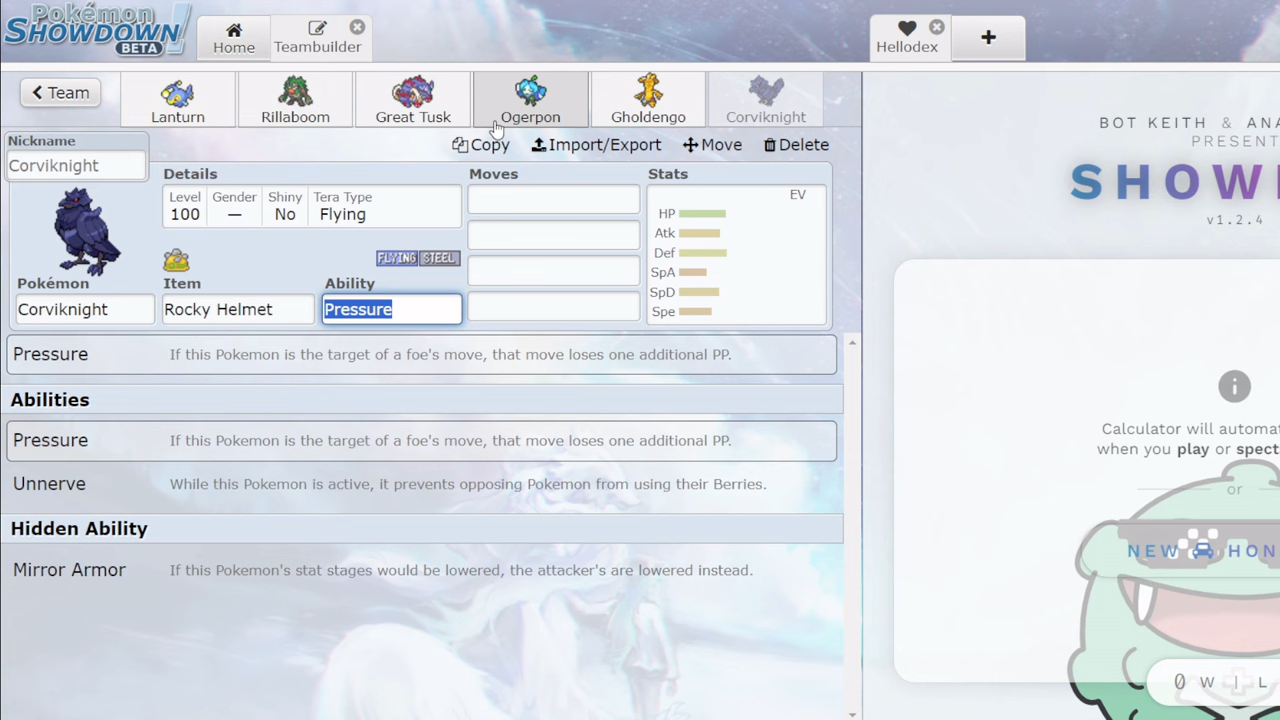 Pokémon
SHOWDOWN!
BETA
Home
Teambuilder
Hellodex
Team
Lanturn
Rillaboom
Great Tusk
Ogerpon
Gholdengo
Corviknight
Copy
Import/Export
Move
Delete
Nickname
Corviknight
Details
Level
100
Gender
—
Shiny
No
Tera Type
Flying
FLYING STEEL
Pokémon
Corviknight
Item
Rocky Helmet
Ability
Pressure
Moves
Stats
EV
HP
Atk
Def
SpA
SpD
Spe
Pressure If this Pokemon is the target of a foe's move, that move loses one additional PP.
Abilities
Pressure If this Pokemon is the target of a foe's move, that move loses one additional PP.
Unnerve While this Pokemon is active, it prevents opposing Pokemon from using their Berries.
Hidden Ability
Mirror Armor If this Pokemon's stat stages would be lowered, the attacker's are lowered instead.
BOT KEITH & ANA
PRESENT
SHOW
v1.2.4
Calculator will automa
when you play or spect
or
NEW HON
0 W | L